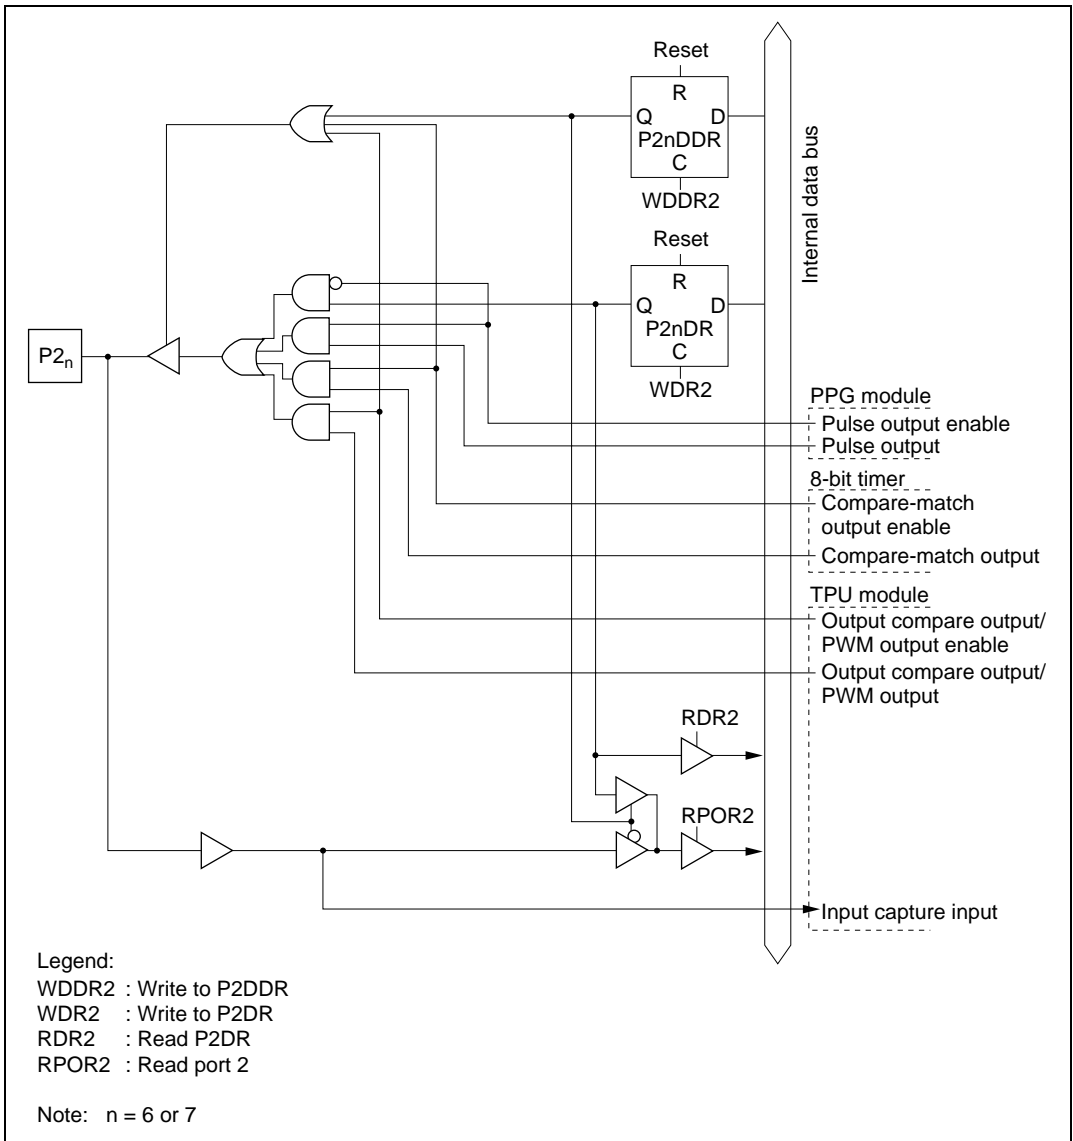 Reset
R
Q D
P2nDDR
C
WDDR2
Internal data bus
Reset
R
Q D
P2nDR
C
WDR2
P2n
PPG module
Pulse output enable
Pulse output
8-bit timer
Compare-match
output enable
Compare-match output
TPU module
Output compare output/
PWM output enable
Output compare output/
PWM output
RDR2
RPOR2
Input capture input
Legend:
WDDR2 : Write to P2DDR
WDR2 : Write to P2DR
RDR2 : Read P2DR
RPOR2 : Read port 2
Note: n = 6 or 7